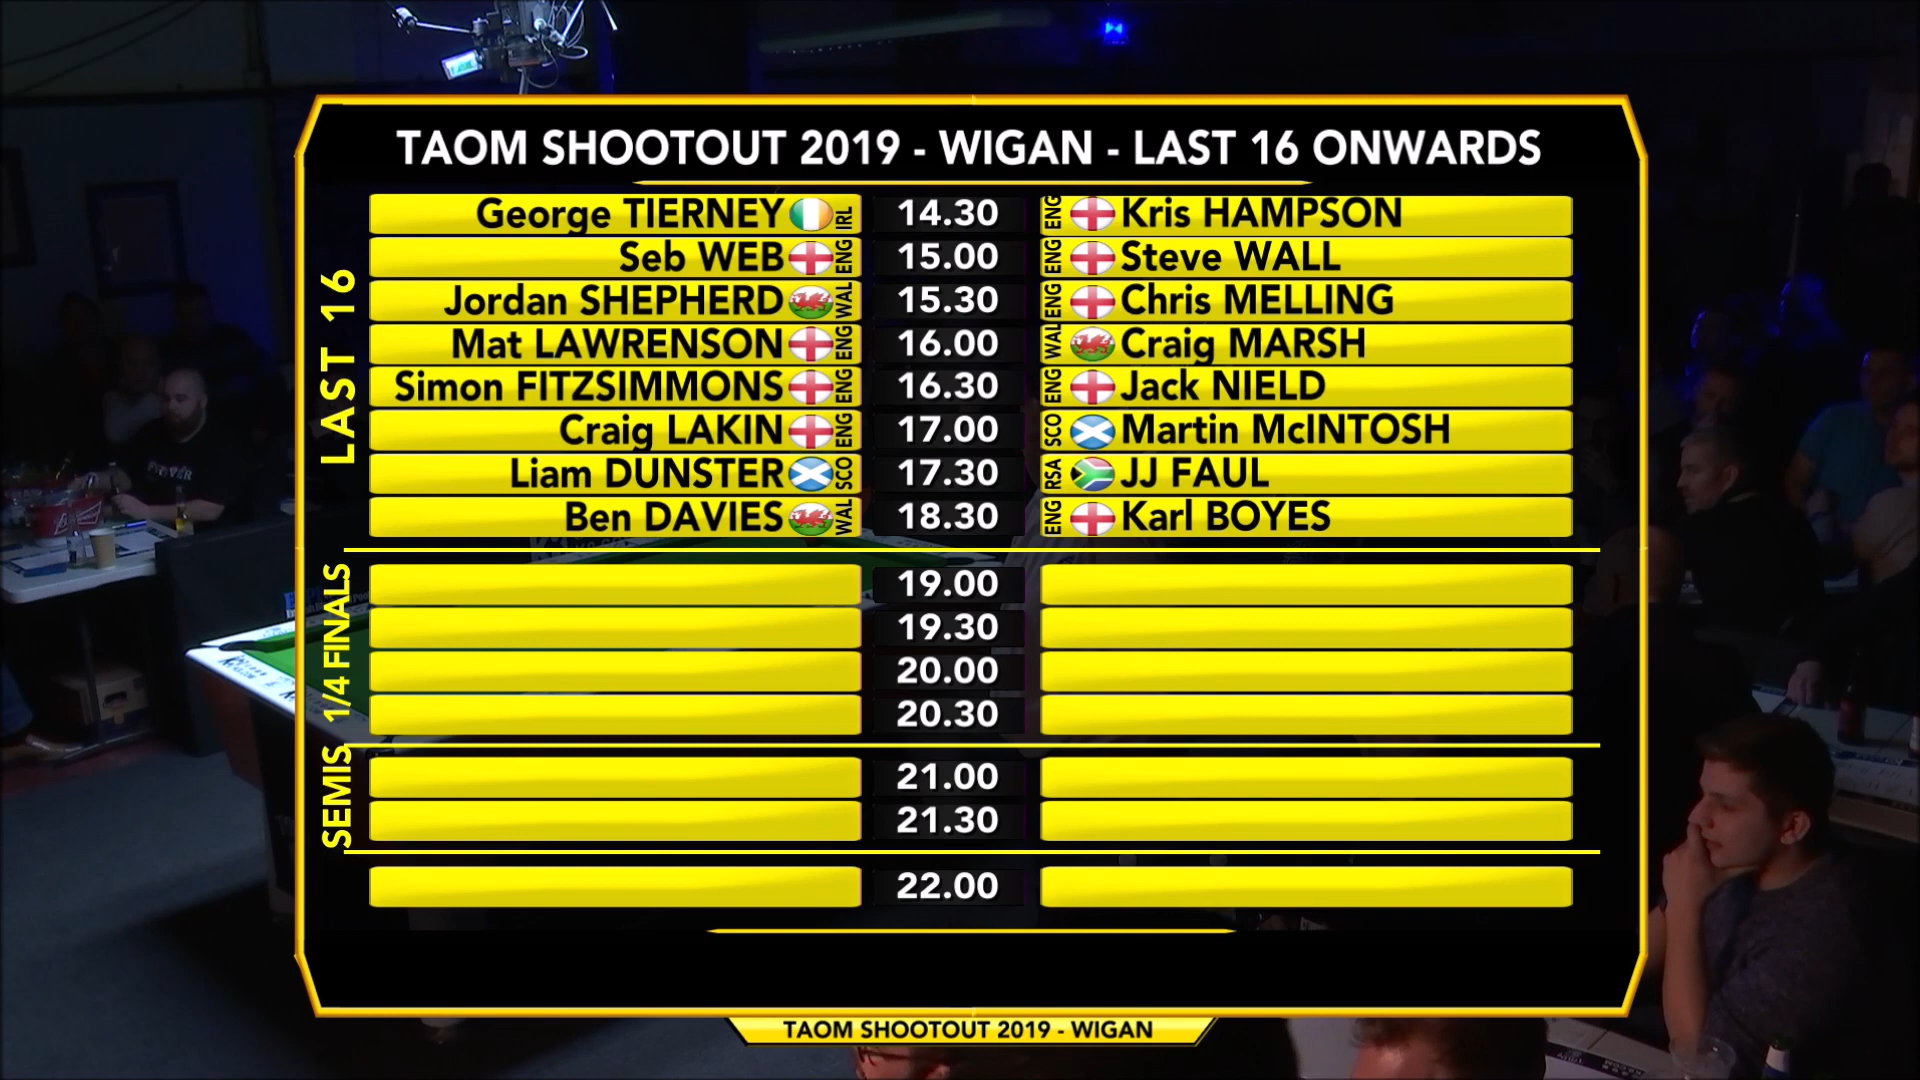 TAOM SHOOTOUT 2019 - WIGAN - LAST 16 ONWARDS
LAST 16
George TIERNEY IRL 14.30 ENG Kris HAMPSON
Seb WEB ENG 15.00 ENG Steve WALL
Jordan SHEPHERD WAL 15.30 ENG Chris MELLING
Mat LAWRENSON ENG 16.00 WAL Craig MARSH
Simon FITZSIMMONS ENG 16.30 ENG Jack NIELD
Craig LAKIN ENG 17.00 SCO Martin McINTOSH
Liam DUNSTER SCO 17.30 RSA JJ FAUL
Ben DAVIES WAL 18.30 ENG Karl BOYES
1/4 FINALS
19.00
19.30
20.00
20.30
SEMIS
21.00
21.30
22.00
TAOM SHOOTOUT 2019 - WIGAN